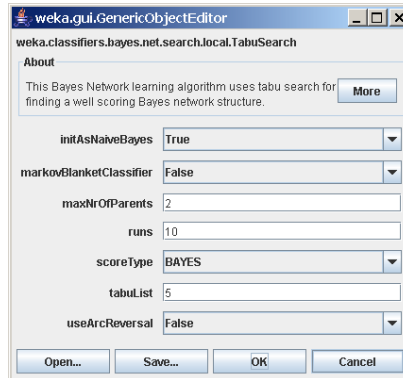 weka.gui.GenericObjectEditor
weka.classifiers.bayes.net.search.local.TabuSearch
About
This Bayes Network learning algorithm uses tabu search for
finding a well scoring Bayes network structure.
More
initAsNaiveBayes True
markovBlanketClassifier False
maxNrOfParents 2
runs 10
scoreType BAYES
tabuList 5
useArcReversal False
Open... Save... OK Cancel